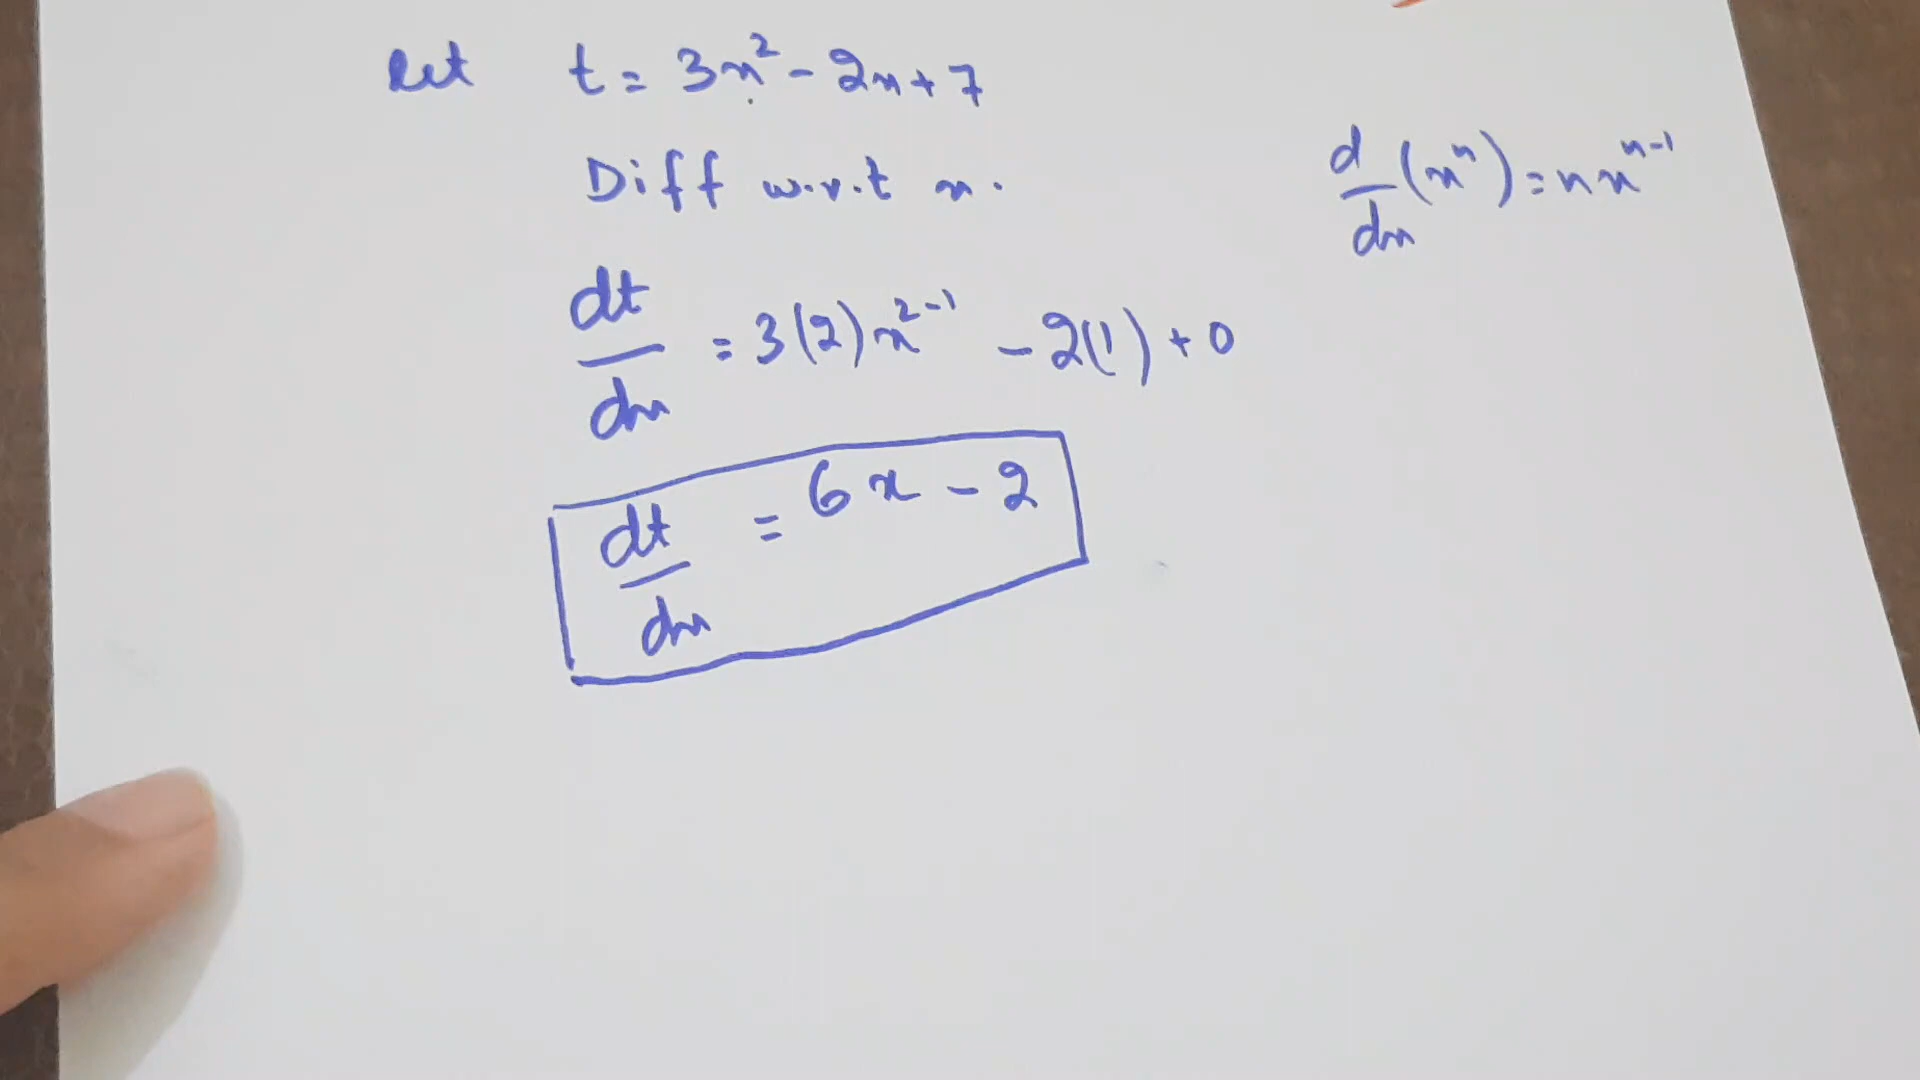 Let t = 3x² - 2x + 7
Diff w.r.t x.
d/dx (xⁿ) = nxⁿ⁻¹
dt/dx = 3(2)x²⁻¹ - 2(1) + 0
dt/dx = 6x - 2